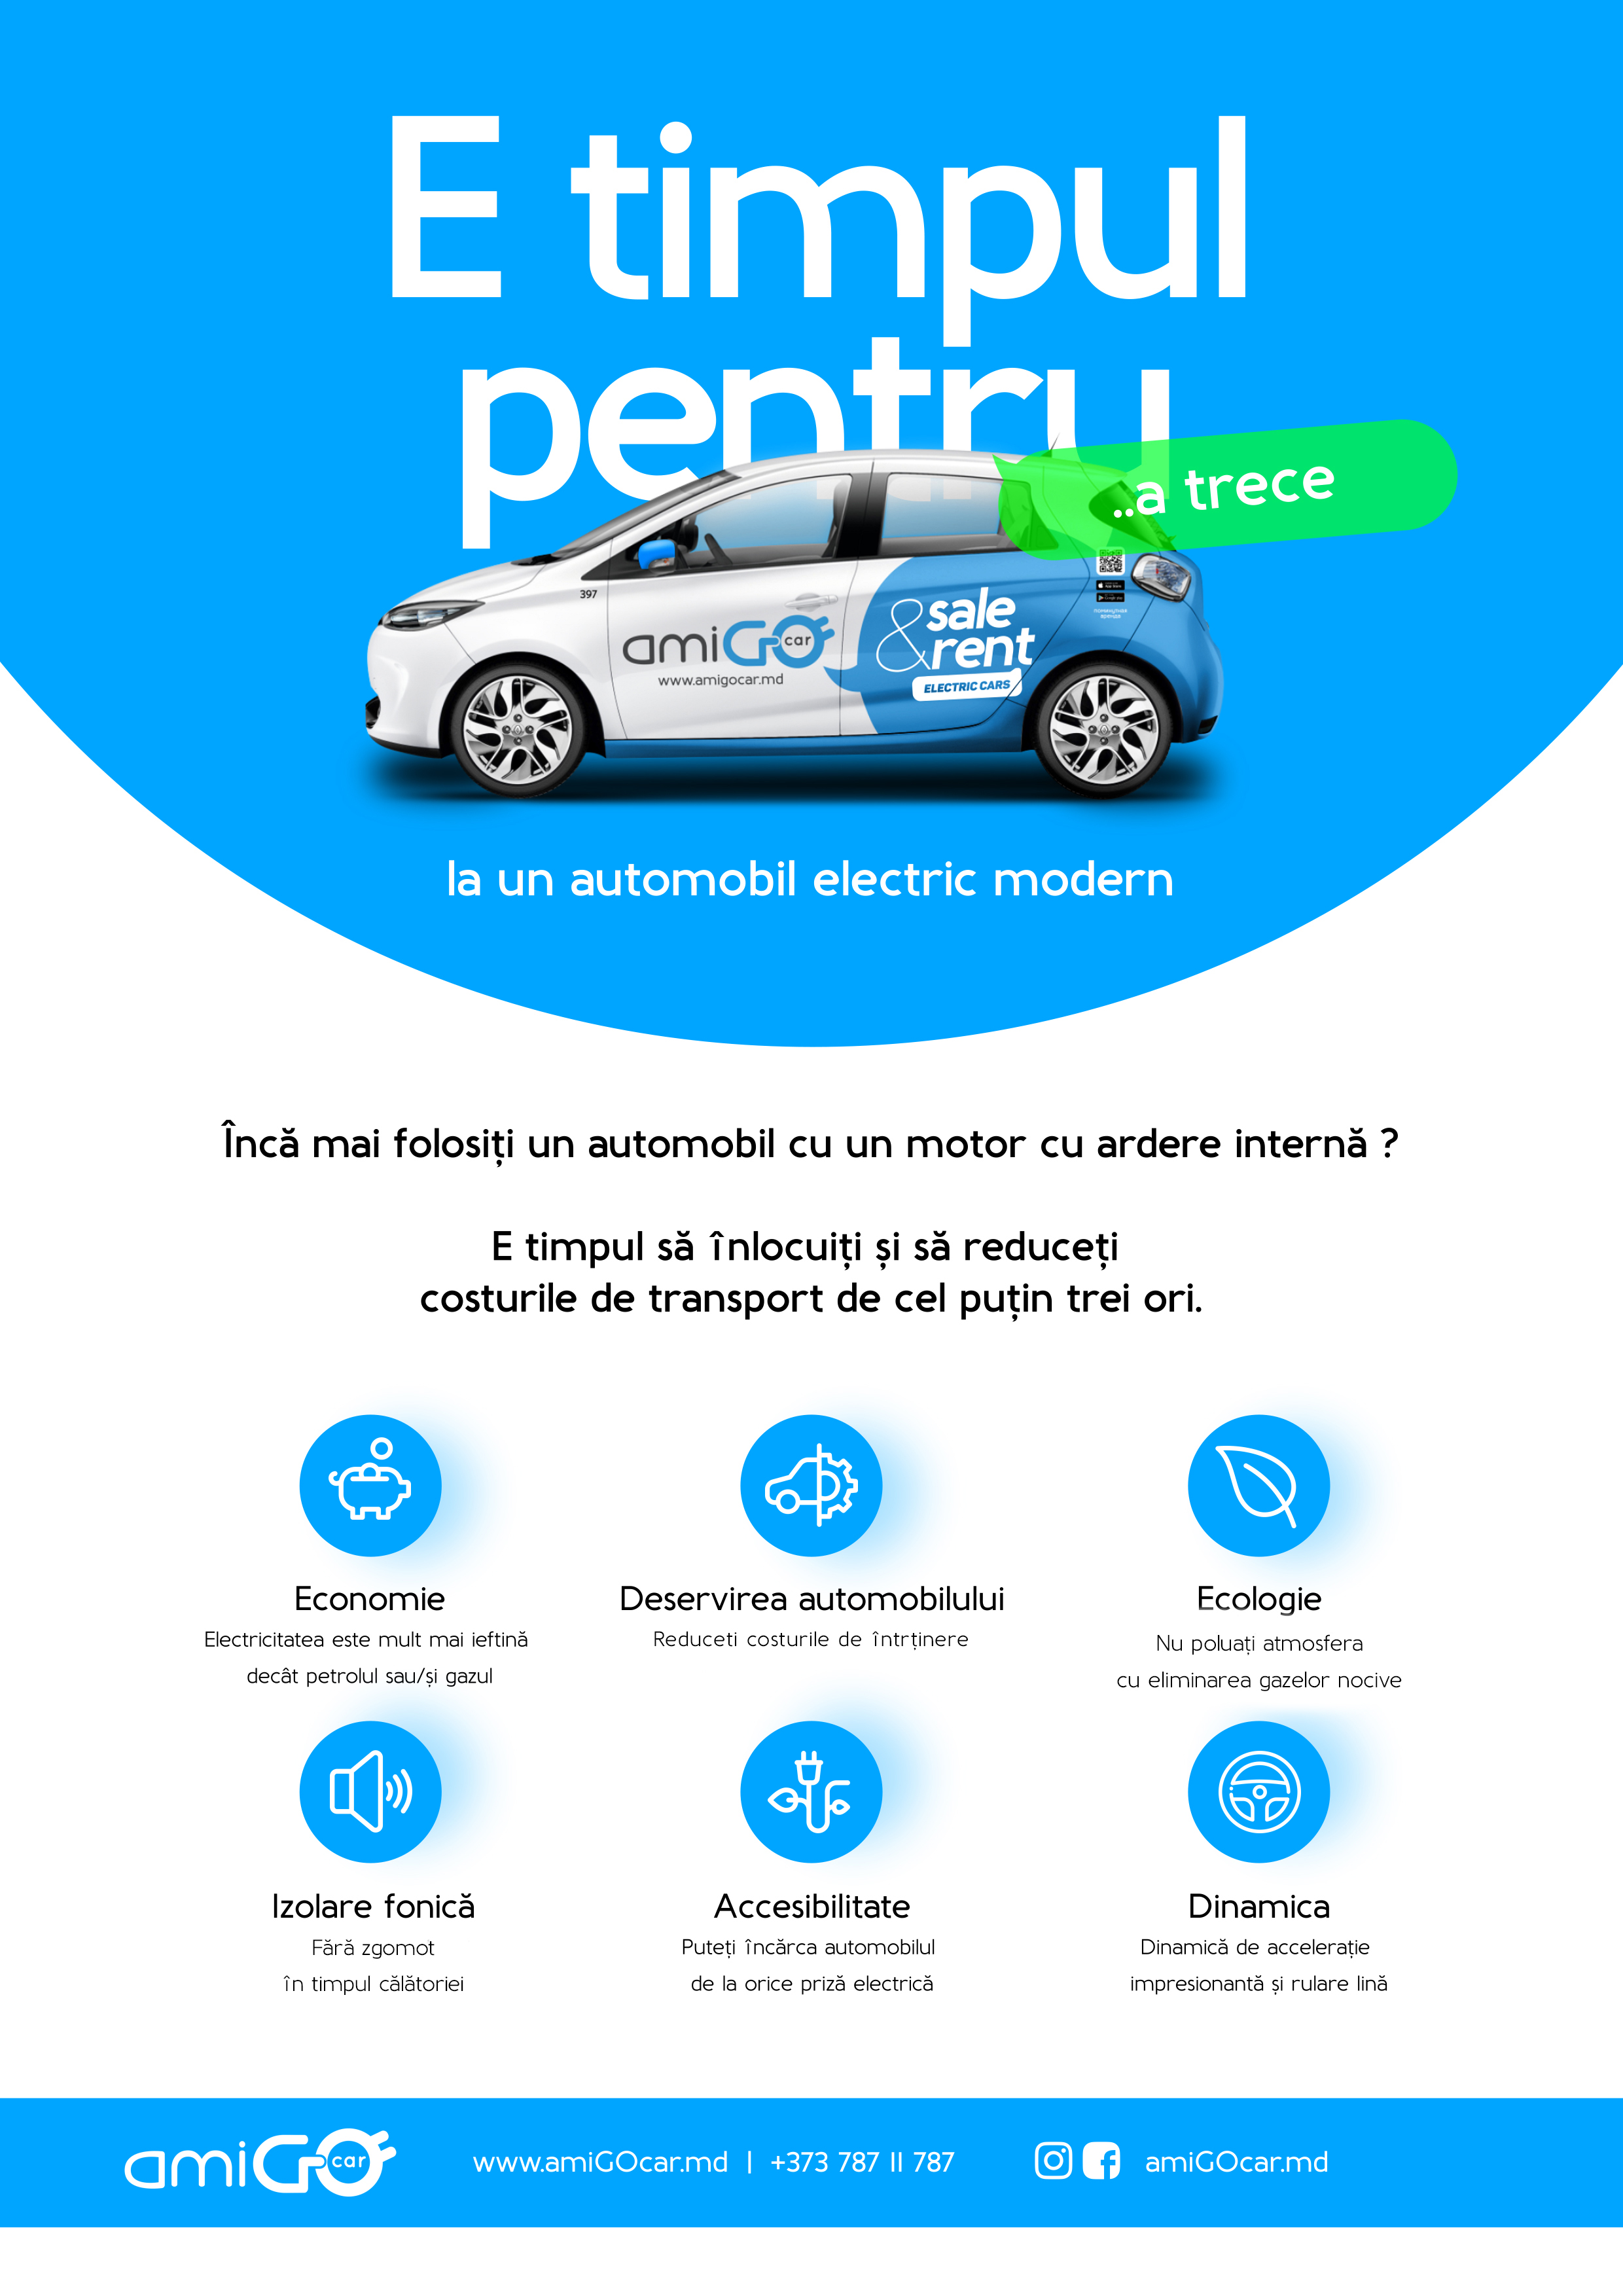 E timpul
pentru
..a trece
397
amiGO car
www.amigocar.md
& sale
rent
ELECTRIC CARS
la un automobil electric modern
Încă mai folosiți un automobil cu un motor cu ardere internă ?
E timpul să înlocuiți și să reduceți
costurile de transport de cel puțin trei ori.
Economie
Electricitatea este mult mai ieftină
decât petrolul sau/și gazul
Deservirea automobilului
Reduceti costurile de întrținere
Ecologie
Nu poluați atmosfera
cu eliminarea gazelor nocive
Izolare fonică
Fără zgomot
în timpul călătoriei
Accesibilitate
Puteți încărca automobilul
de la orice priză electrică
Dinamica
Dinamică de accelerație
impresionantă și rulare lină
amiGO car
www.amiGOcar.md | +373 787 11 787
amiGOcar.md